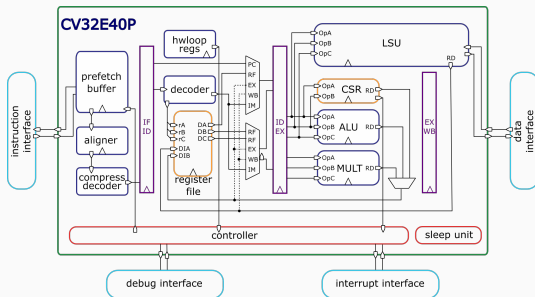 CV32E40P
hwloop
regs
prefetch
buffer
decoder
aligner
compress
decoder
IF
ID
rA
rB
rC
DIA
DIB
DA
DB
DC
register
file
PC
RF
EX
WB
IM
RF
RF
EX
WB
IM
ID
EX
OpA
OpB
OpC
LSU
RD
OpA
OpB
CSR
RD
OpA
OpB
OpC
ALU
RD
OpA
OpB
OpC
MULT
RD
EX
WB
instruction
interface
data
interface
controller
sleep unit
debug interface
interrupt interface